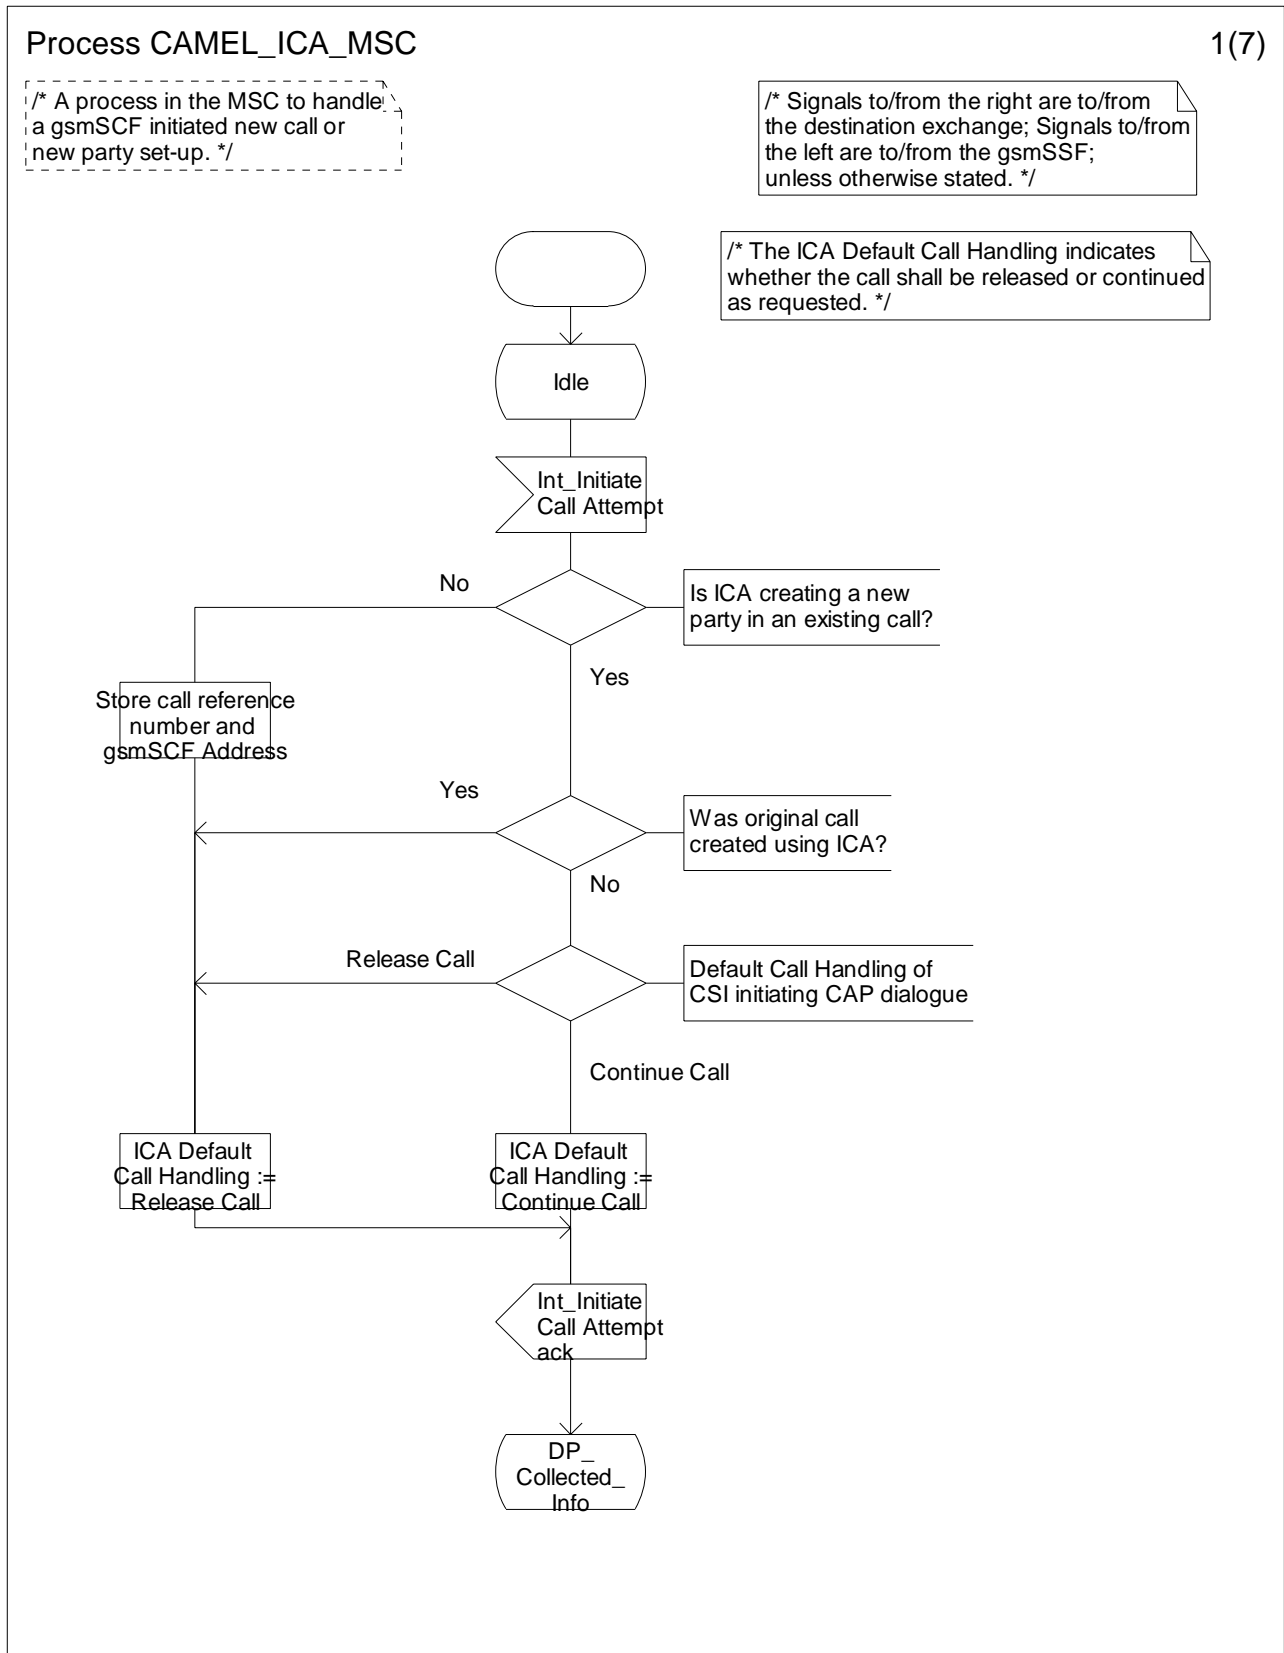 Process CAMEL_ICA_MSC
1(7)
/* A process in the MSC to handle
a gsmSCF initiated new call or
new party set-up. */
/* Signals to/from the right are to/from
the destination exchange; Signals to/from
the left are to/from the gsmSSF;
unless otherwise stated. */
/* The ICA Default Call Handling indicates
whether the call shall be released or continued
as requested. */
Idle
Int_Initiate
Call Attempt
No
Is ICA creating a new
party in an existing call?
Yes
Store call reference
number and
gsmSCF Address
Yes
Was original call
created using ICA?
No
Release Call
Default Call Handling of
CSI initiating CAP dialogue
Continue Call
ICA Default
Call Handling :=
Release Call
ICA Default
Call Handling :=
Continue Call
Int_Initiate
Call Attempt
ack
DP_
Collected_
Info